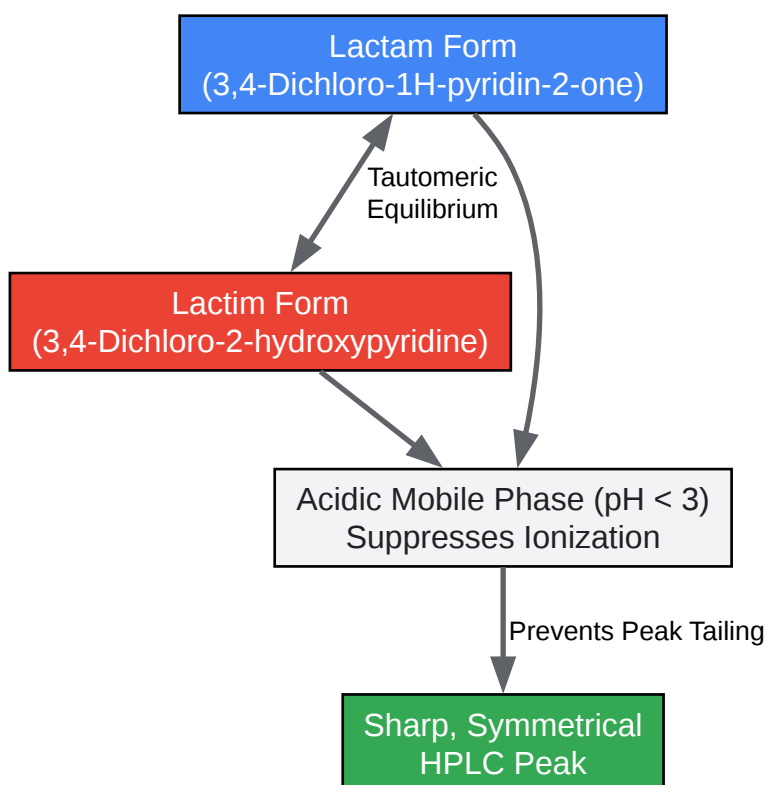 Lactam Form
(3,4-Dichloro-1H-pyridin-2-one)
Tautomeric
Equilibrium
Lactim Form
(3,4-Dichloro-2-hydroxypyridine)
Acidic Mobile Phase (pH < 3)
Suppresses Ionization
Prevents Peak Tailing
Sharp, Symmetrical
HPLC Peak